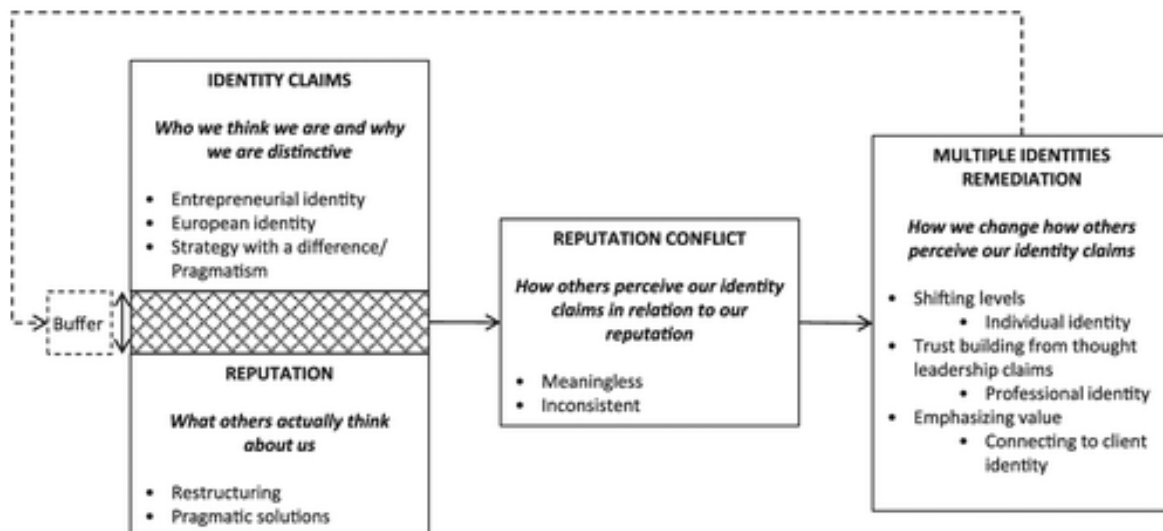 IDENTITY CLAIMS
Who we think we are and why
we are distinctive
• Entrepreneurial identity
• European identity
• Strategy with a difference/
Pragmatism
Buffer
REPUTATION
What others actually think
about us
• Restructuring
• Pragmatic solutions
REPUTATION CONFLICT
How others perceive our identity
claims in relation to our
reputation
• Meaningless
• Inconsistent
MULTIPLE IDENTITIES
REMEDIATION
How we change how others
perceive our identity claims
• Shifting levels
• Individual identity
• Trust building from thought
leadership claims
• Professional identity
• Emphasizing value
• Connecting to client
identity